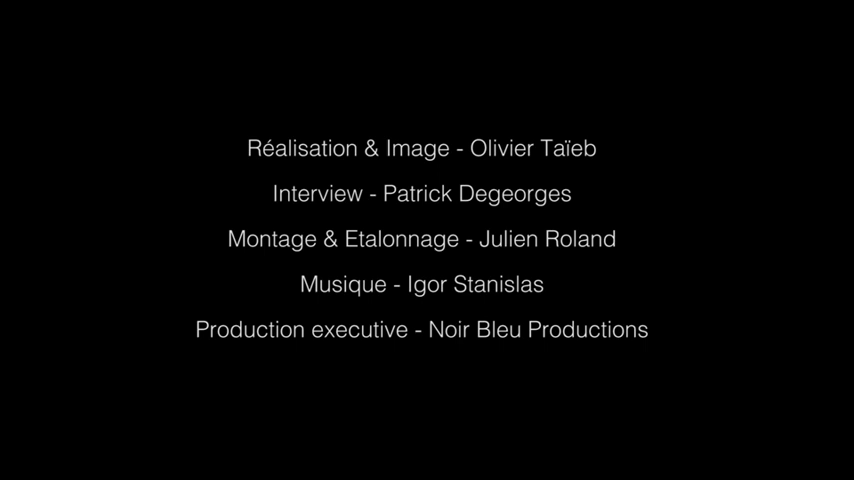 Réalisation & Image - Olivier Taïeb
Interview - Patrick Degeorges
Montage & Etalonnage - Julien Roland
Musique - Igor Stanislas
Production executive - Noir Bleu Productions